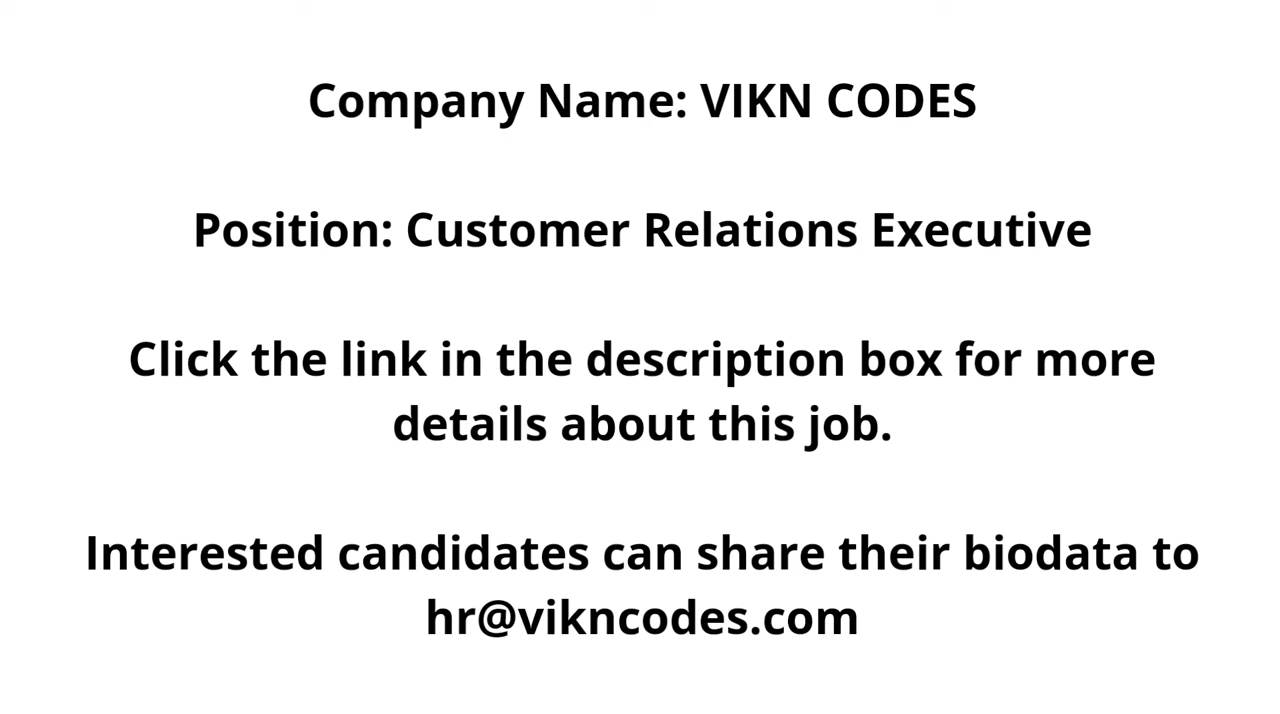 Company Name: VIKN CODES
Position: Customer Relations Executive
Click the link in the description box for more
details about this job.
Interested candidates can share their biodata to
hr@vikncodes.com